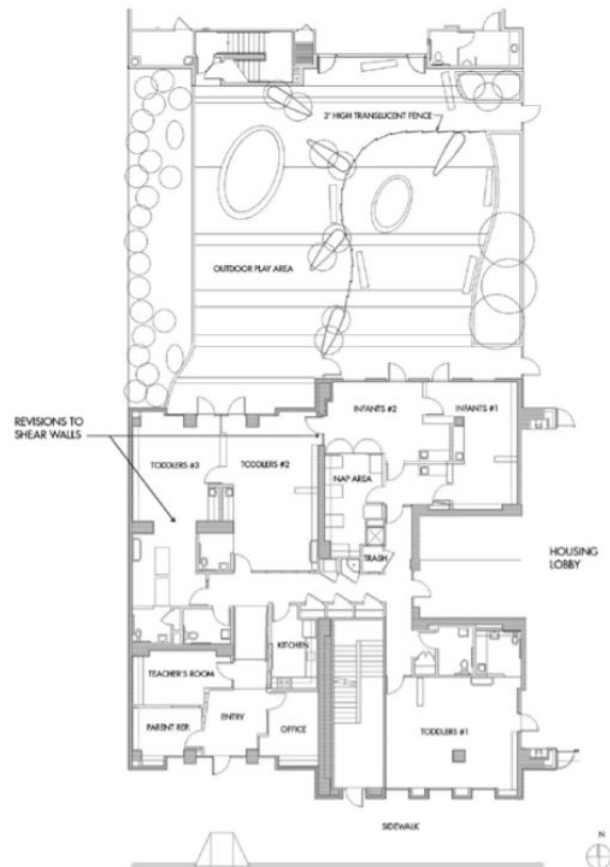 3' HIGH TRANSLUCENT FENCE
OUTDOOR PLAY AREA
INFANTS #2
INFANTS #1
REVISIONS TO
SHEAR WALLS
TODDLERS #3
TODDLERS #2
NAP AREA
TRASH
HOUSING
LOBBY
KITCHEN
TEACHER'S ROOM
PARENT REP.
ENTRY
OFFICE
TODDLERS #1
SIDEWALK
N